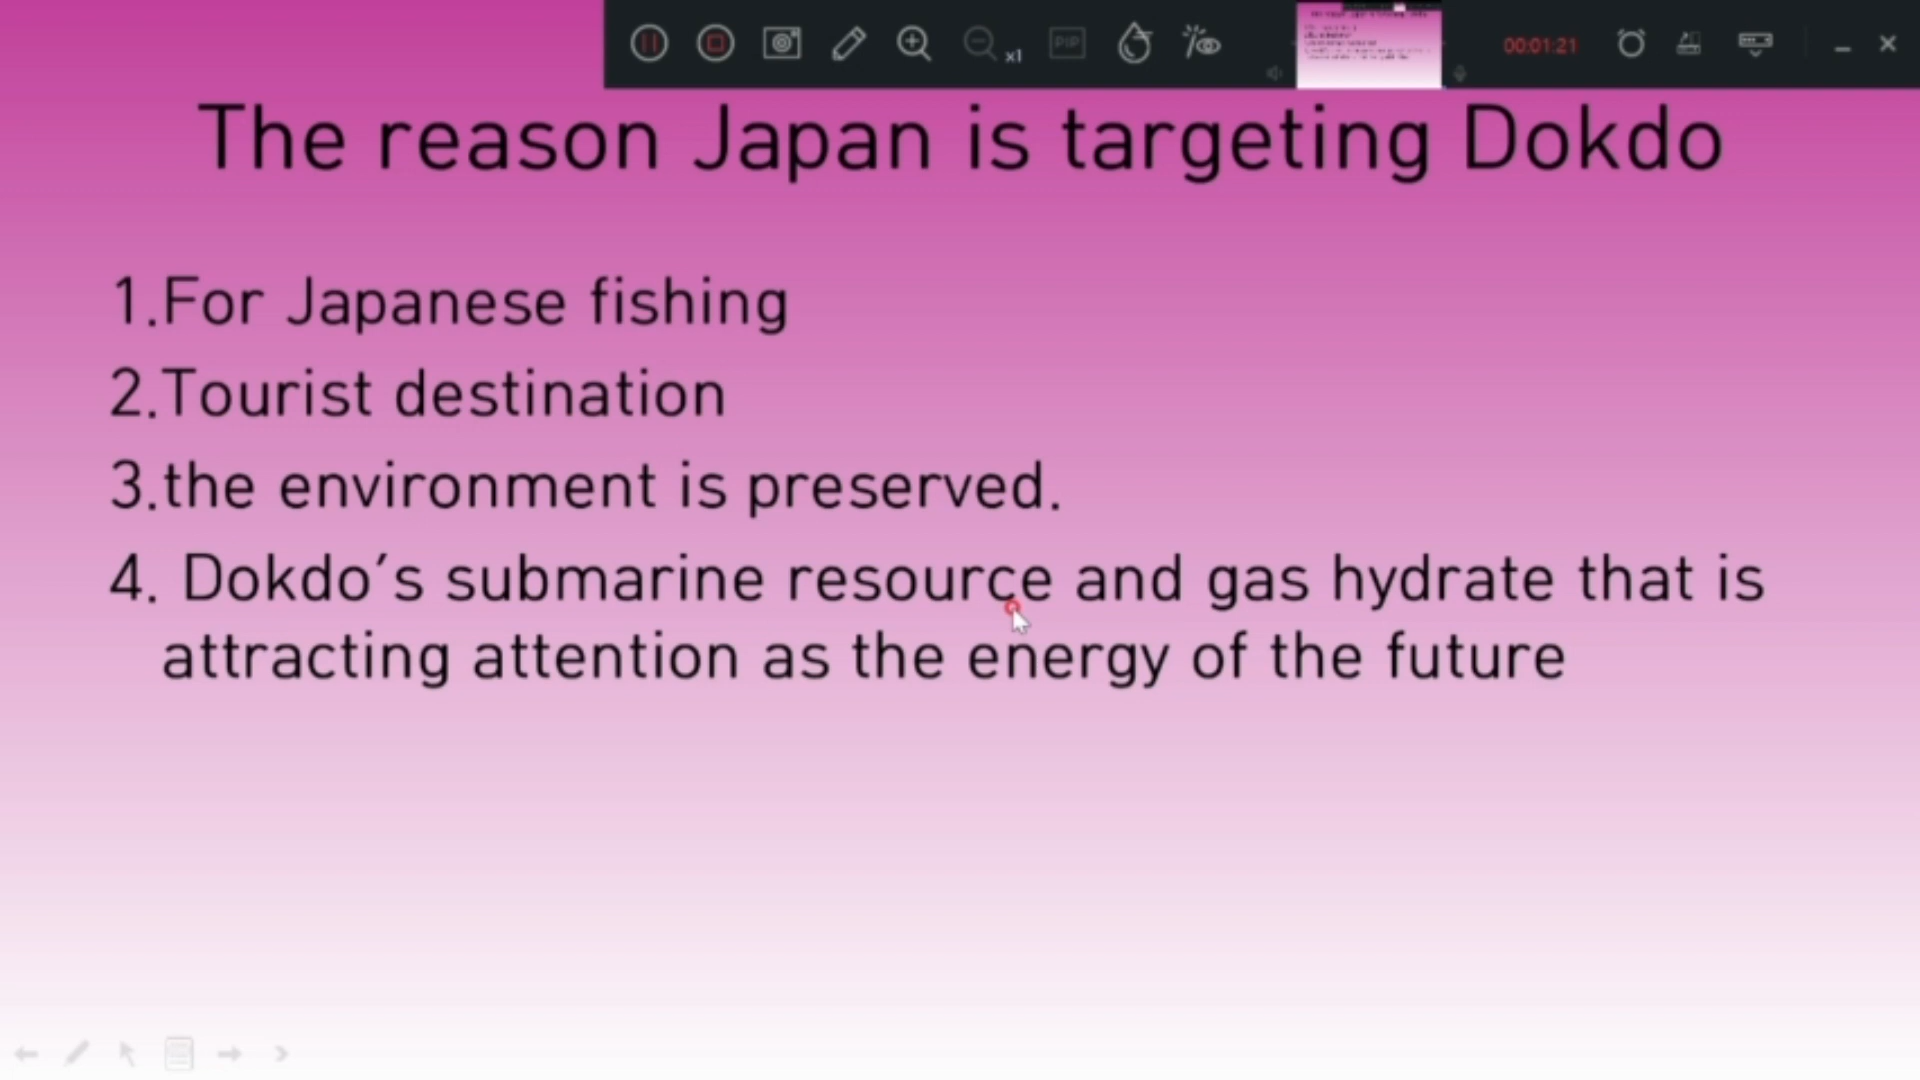 x1
PIP
00:01:21
The reason Japan is targeting Dokdo
1.For Japanese fishing
2.Tourist destination
3.the environment is preserved.
4. Dokdo's submarine resource and gas hydrate that is
attracting attention as the energy of the future